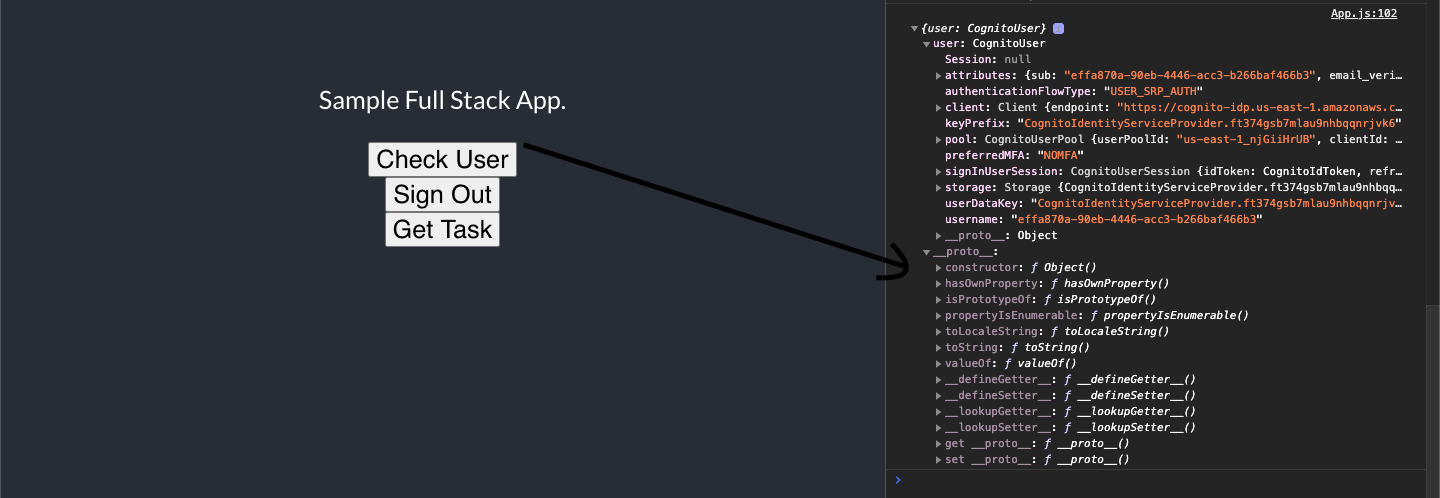 Sample Full Stack App.
Check User
Sign Out
Get Task
App.js:102
{user: CognitoUser} i
user: CognitoUser
Session: null
attributes: {sub: "effa870a-90eb-4446-acc3-b266baf466b3", email_veri…
authenticationFlowType: "USER_SRP_AUTH"
client: Client {endpoint: "https://cognito-idp.us-east-1.amazonaws.c…
keyPrefix: "CognitoIdentityServiceProvider.ft374gsb7mlau9nhbqqnrjvk6"
pool: CognitoUserPool {userPoolId: "us-east-1_njGiiHrUB", clientId: …
preferredMFA: "NOMFA"
signInUserSession: CognitoUserSession {idToken: CognitoIdToken, refr…
storage: Storage {CognitoIdentityServiceProvider.ft374gsb7mlau9nhbqq…
userDataKey: "CognitoIdentityServiceProvider.ft374gsb7mlau9nhbqqnrjv…
username: "effa870a-90eb-4446-acc3-b266baf466b3"
__proto__: Object
__proto__:
constructor: ƒ Object()
hasOwnProperty: ƒ hasOwnProperty()
isPrototypeOf: ƒ isPrototypeOf()
propertyIsEnumerable: ƒ propertyIsEnumerable()
toLocaleString: ƒ toLocaleString()
toString: ƒ toString()
valueOf: ƒ valueOf()
__defineGetter__: ƒ __defineGetter__()
__defineSetter__: ƒ __defineSetter__()
__lookupGetter__: ƒ __lookupGetter__()
__lookupSetter__: ƒ __lookupSetter__()
get __proto__: ƒ __proto__()
set __proto__: ƒ __proto__()